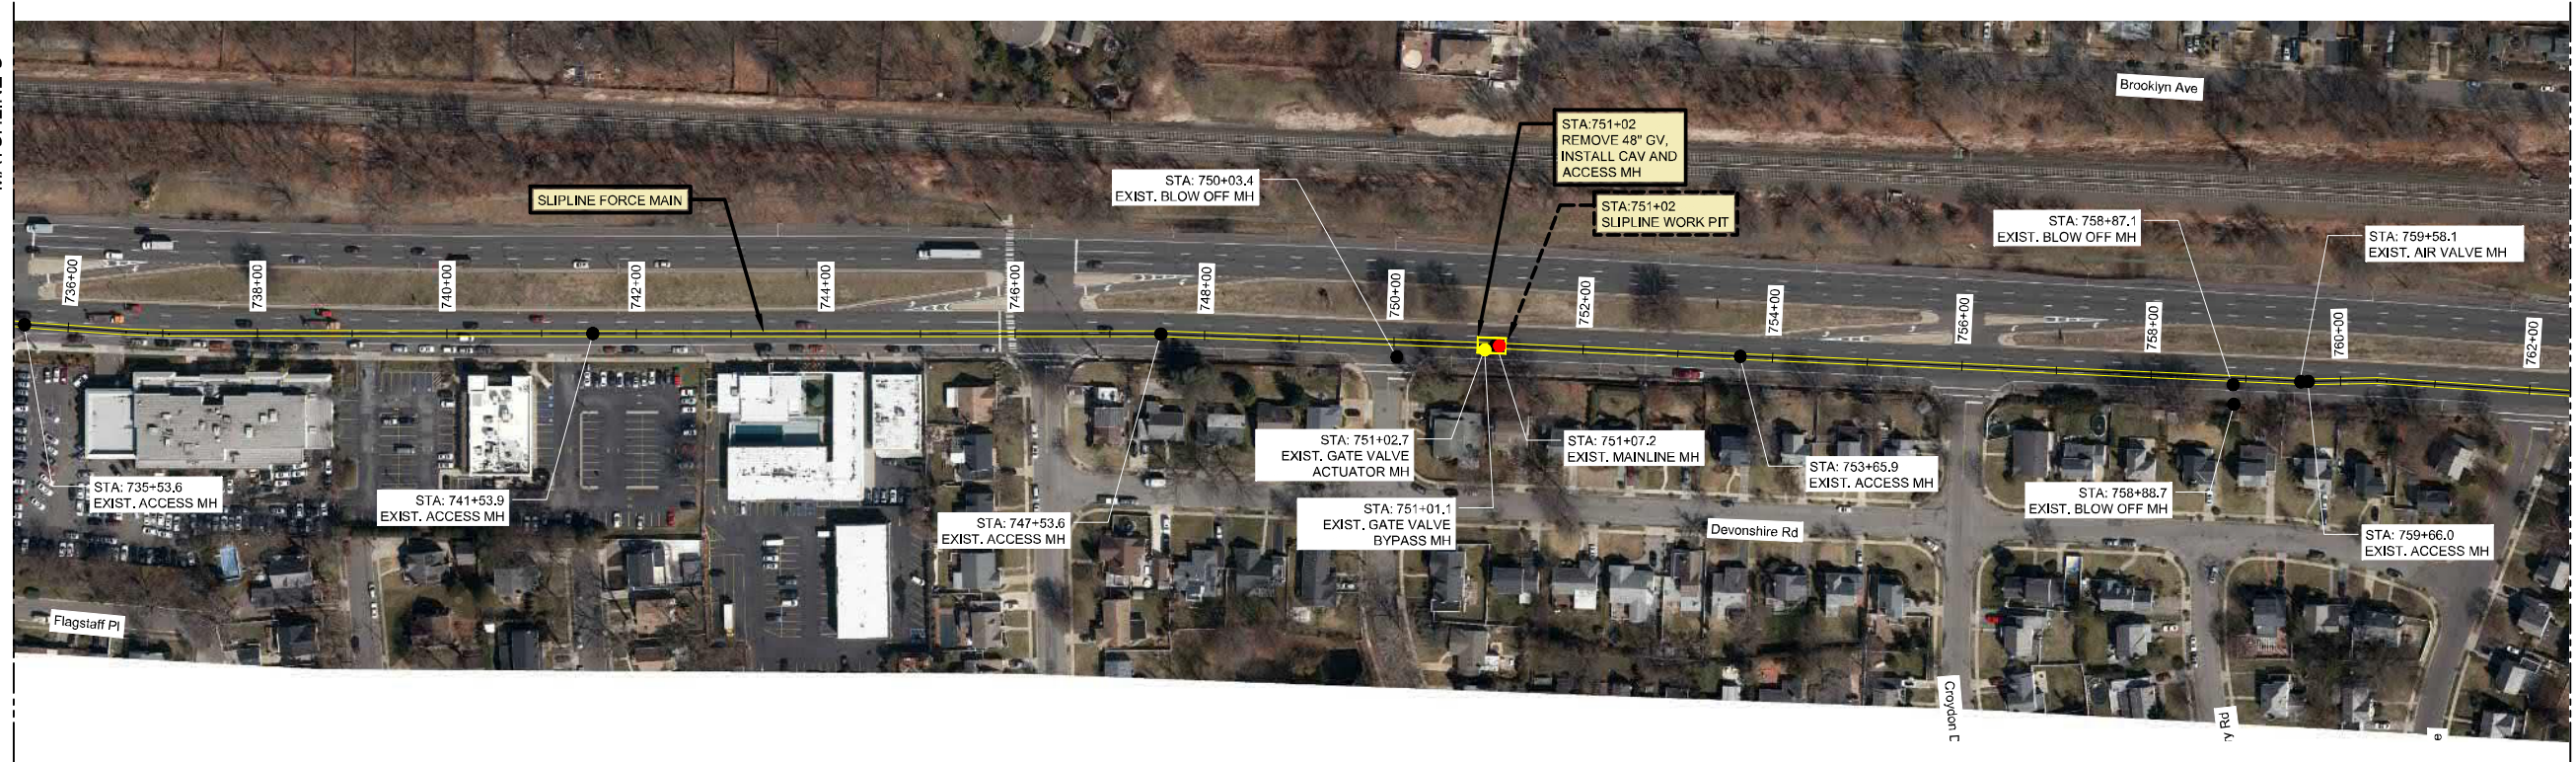 Brooklyn Ave
STA:751+02
REMOVE 48" GV,
INSTALL CAV AND
ACCESS MH
STA: 750+03.4
EXIST. BLOW OFF MH
SLIPLINE FORCE MAIN
STA:751+02
SLIPLINE WORK PIT
STA: 758+87.1
EXIST. BLOW OFF MH
STA: 759+58.1
EXIST. AIR VALVE MH
736+00
738+00
740+00
742+00
744+00
746+00
748+00
750+00
752+00
754+00
756+00
758+00
760+00
762+00
STA: 735+53.6
EXIST. ACCESS MH
STA: 741+53.9
EXIST. ACCESS MH
STA: 747+53.6
EXIST. ACCESS MH
STA: 751+02.7
EXIST. GATE VALVE
ACTUATOR MH
STA: 751+07.2
EXIST. MAINLINE MH
STA: 753+65.9
EXIST. ACCESS MH
STA: 751+01.1
EXIST. GATE VALVE
BYPASS MH
STA: 758+88.7
EXIST. BLOW OFF MH
STA: 759+66.0
EXIST. ACCESS MH
Devonshire Rd
Flagstaff Pl
Croydon
Rd